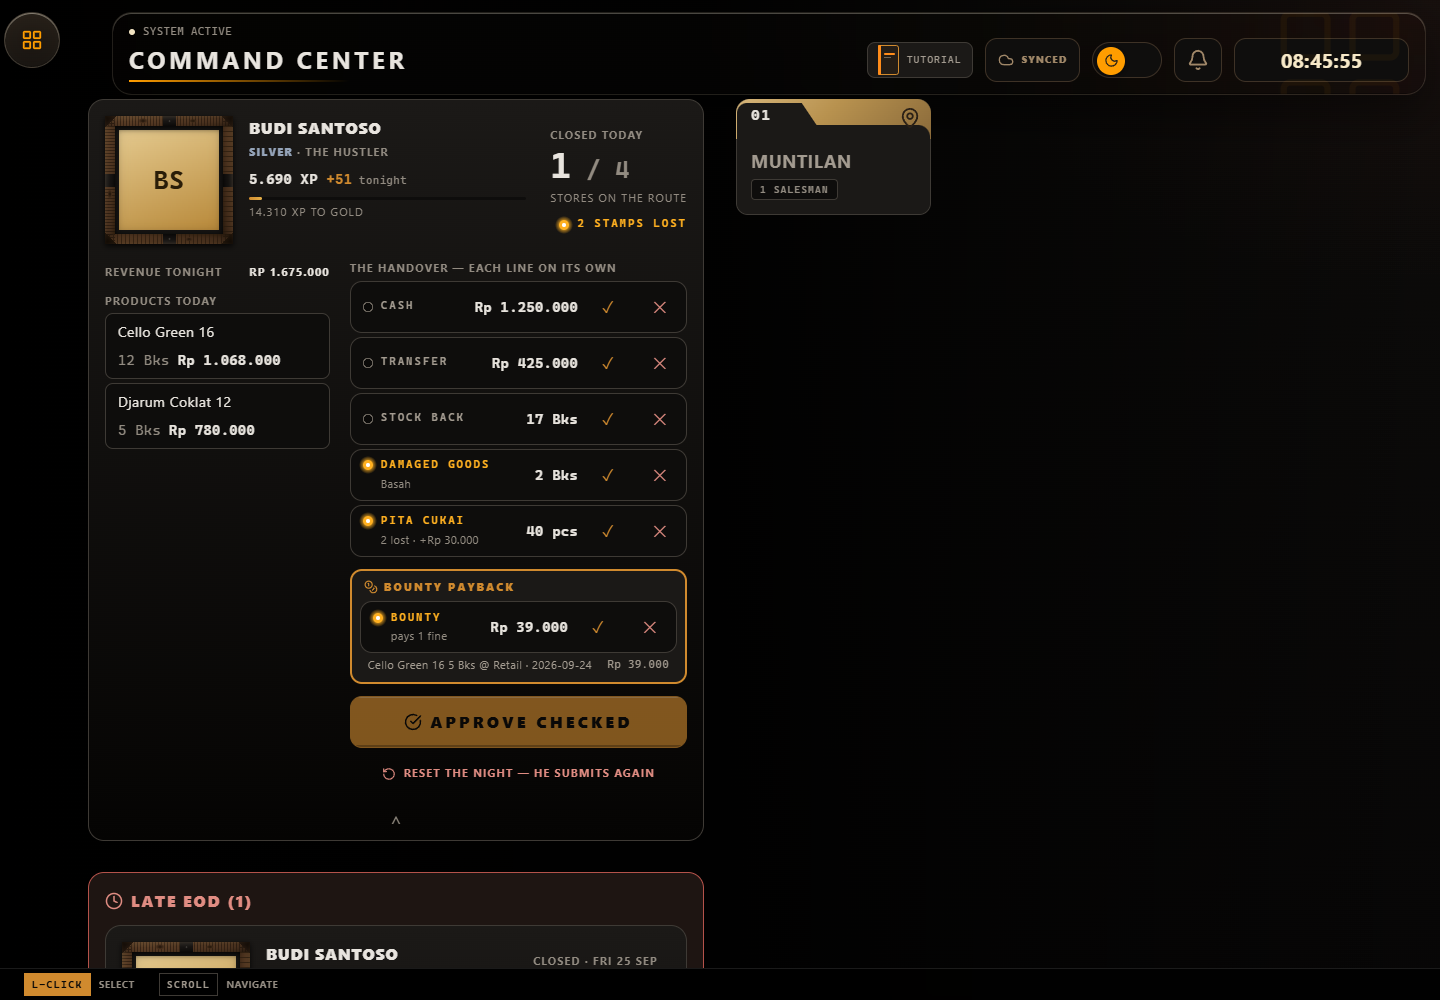 SYSTEM ACTIVE
COMMAND CENTER
TUTORIAL
SYNCED
08:45:55
BS
BUDI SANTOSO
SILVER · THE HUSTLER
5.690 XP +51 tonight
14.310 XP TO GOLD
CLOSED TODAY
1 / 4
STORES ON THE ROUTE
2 STAMPS LOST
REVENUE TONIGHT RP 1.675.000
PRODUCTS TODAY
Cello Green 16
12 Bks Rp 1.068.000
Djarum Coklat 12
5 Bks Rp 780.000
THE HANDOVER — EACH LINE ON ITS OWN
CASH Rp 1.250.000
TRANSFER Rp 425.000
STOCK BACK 17 Bks
DAMAGED GOODS 2 Bks
Basah
PITA CUKAI 40 pcs
2 lost · +Rp 30.000
BOUNTY PAYBACK
BOUNTY Rp 39.000
pays 1 fine
Cello Green 16 5 Bks @ Retail · 2026-09-24 Rp 39.000
APPROVE CHECKED
RESET THE NIGHT — HE SUBMITS AGAIN
01
MUNTILAN
1 SALESMAN
LATE EOD (1)
BUDI SANTOSO
CLOSED · FRI 25 SEP
L-CLICK SELECT SCROLL NAVIGATE